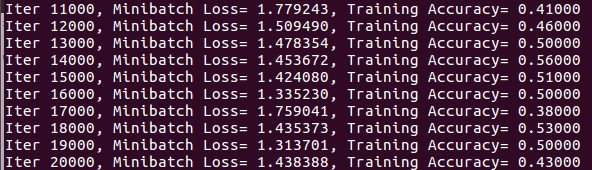 Iter 11000, Minibatch Loss= 1.779243, Training Accuracy= 0.41000
Iter 12000, Minibatch Loss= 1.509490, Training Accuracy= 0.46000
Iter 13000, Minibatch Loss= 1.478354, Training Accuracy= 0.50000
Iter 14000, Minibatch Loss= 1.453672, Training Accuracy= 0.56000
Iter 15000, Minibatch Loss= 1.424080, Training Accuracy= 0.51000
Iter 16000, Minibatch Loss= 1.335230, Training Accuracy= 0.50000
Iter 17000, Minibatch Loss= 1.759041, Training Accuracy= 0.38000
Iter 18000, Minibatch Loss= 1.435373, Training Accuracy= 0.53000
Iter 19000, Minibatch Loss= 1.313701, Training Accuracy= 0.50000
Iter 20000, Minibatch Loss= 1.438388, Training Accuracy= 0.43000